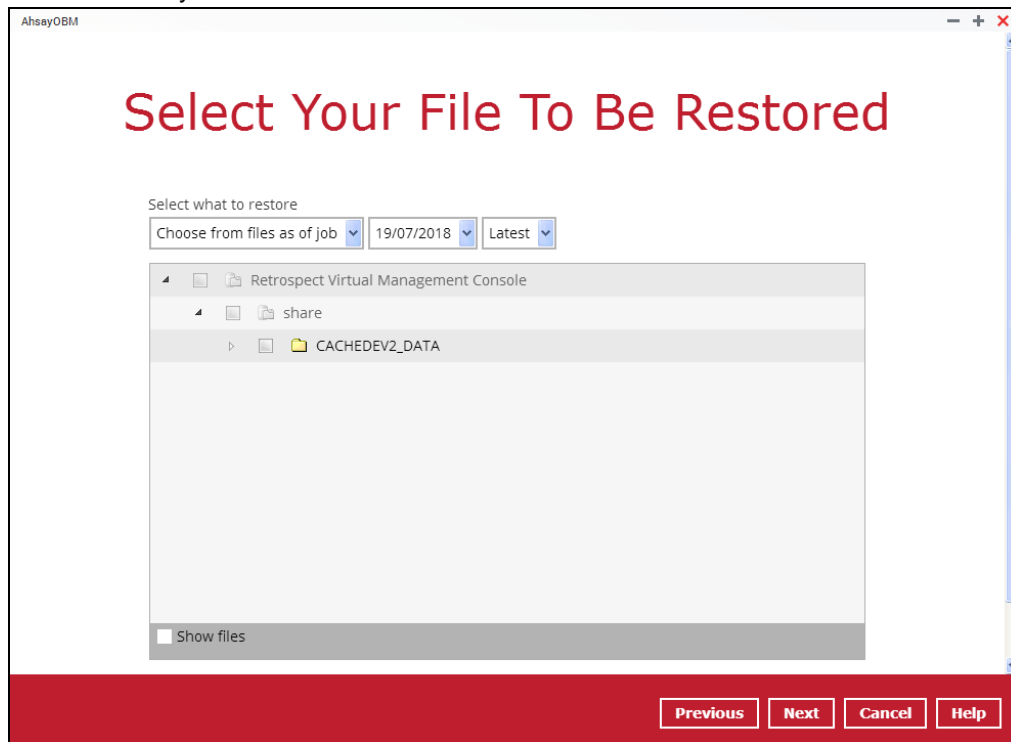 AhsayOBM
Select Your File To Be Restored
Select what to restore
Choose from files as of job 19/07/2018 Latest
Retrospect Virtual Management Console
share
CACHEDEV2_DATA
Show files
Previous Next Cancel Help